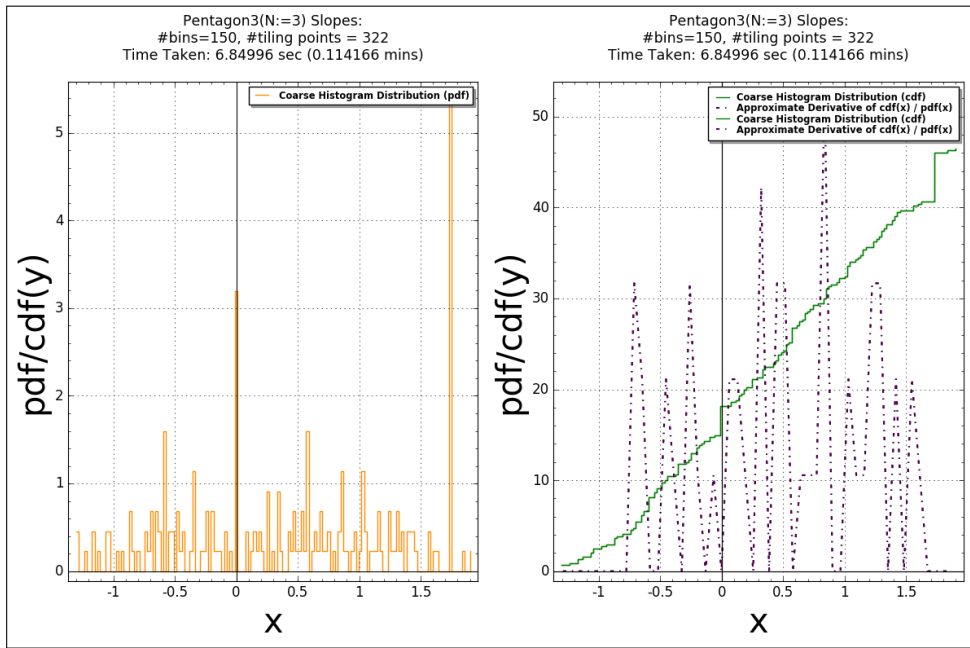 Pentagon3(N:=3) Slopes:
#bins=150, #tiling points = 322
Time Taken: 6.84996 sec (0.114166 mins)
Coarse Histogram Distribution (pdf)
pdf/cdf(y)
5
4
3
2
1
0
-1
-0.5
0
0.5
1
1.5
x
Pentagon3(N:=3) Slopes:
#bins=150, #tiling points = 322
Time Taken: 6.84996 sec (0.114166 mins)
Coarse Histogram Distribution (cdf)
Approximate Derivative of cdf(x) / pdf(x)
Coarse Histogram Distribution (cdf)
Approximate Derivative of cdf(x) / pdf(x)
pdf/cdf(y)
50
40
30
20
10
0
-1
-0.5
0
0.5
1
1.5
x